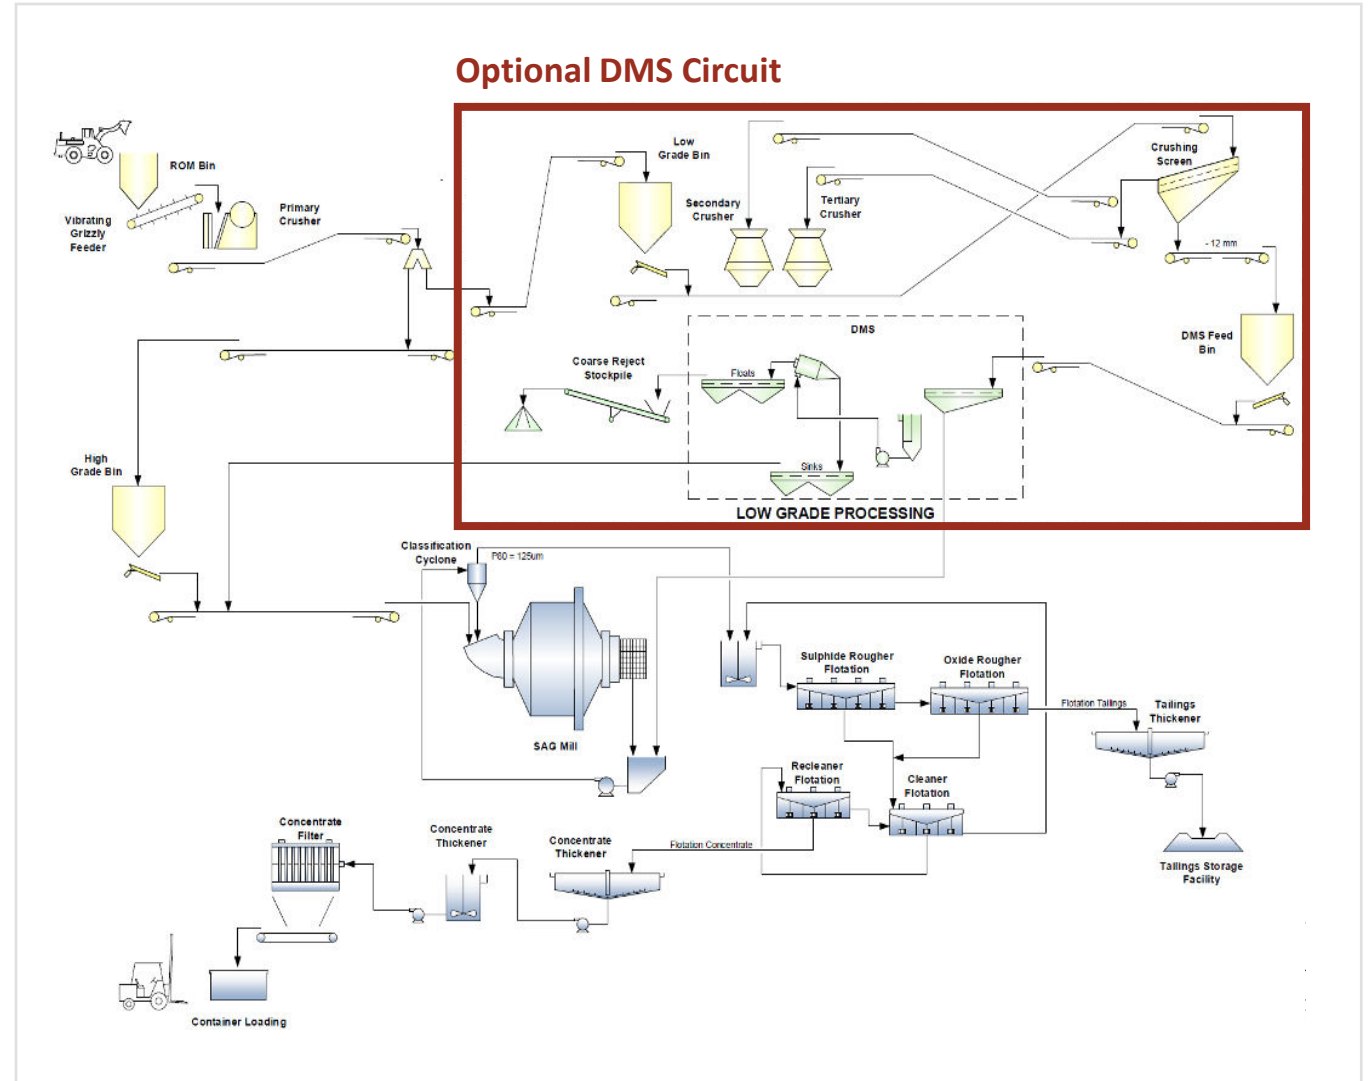 Optional DMS Circuit
ROM Bin
Vibrating
Grizzly
Feeder
Primary
Crusher
Low
Grade Bin
Secondary
Crusher
Tertiary
Crusher
Crushing
Screen
- 12 mm
DMS Feed
Bin
DMS
Coarse Reject
Stockpile
Floats
Sinks
LOW GRADE PROCESSING
High
Grade Bin
Classification
Cyclone
P80 = 125um
SAG Mill
Sulphide Rougher
Flotation
Oxide Rougher
Flotation
Flotation Tailings
Tailings
Thickener
Recleaner
Flotation
Cleaner
Flotation
Tailings Storage
Facility
Flotation Concentrate
Concentrate
Thickener
Concentrate
Thickener
Concentrate
Filter
Container Loading